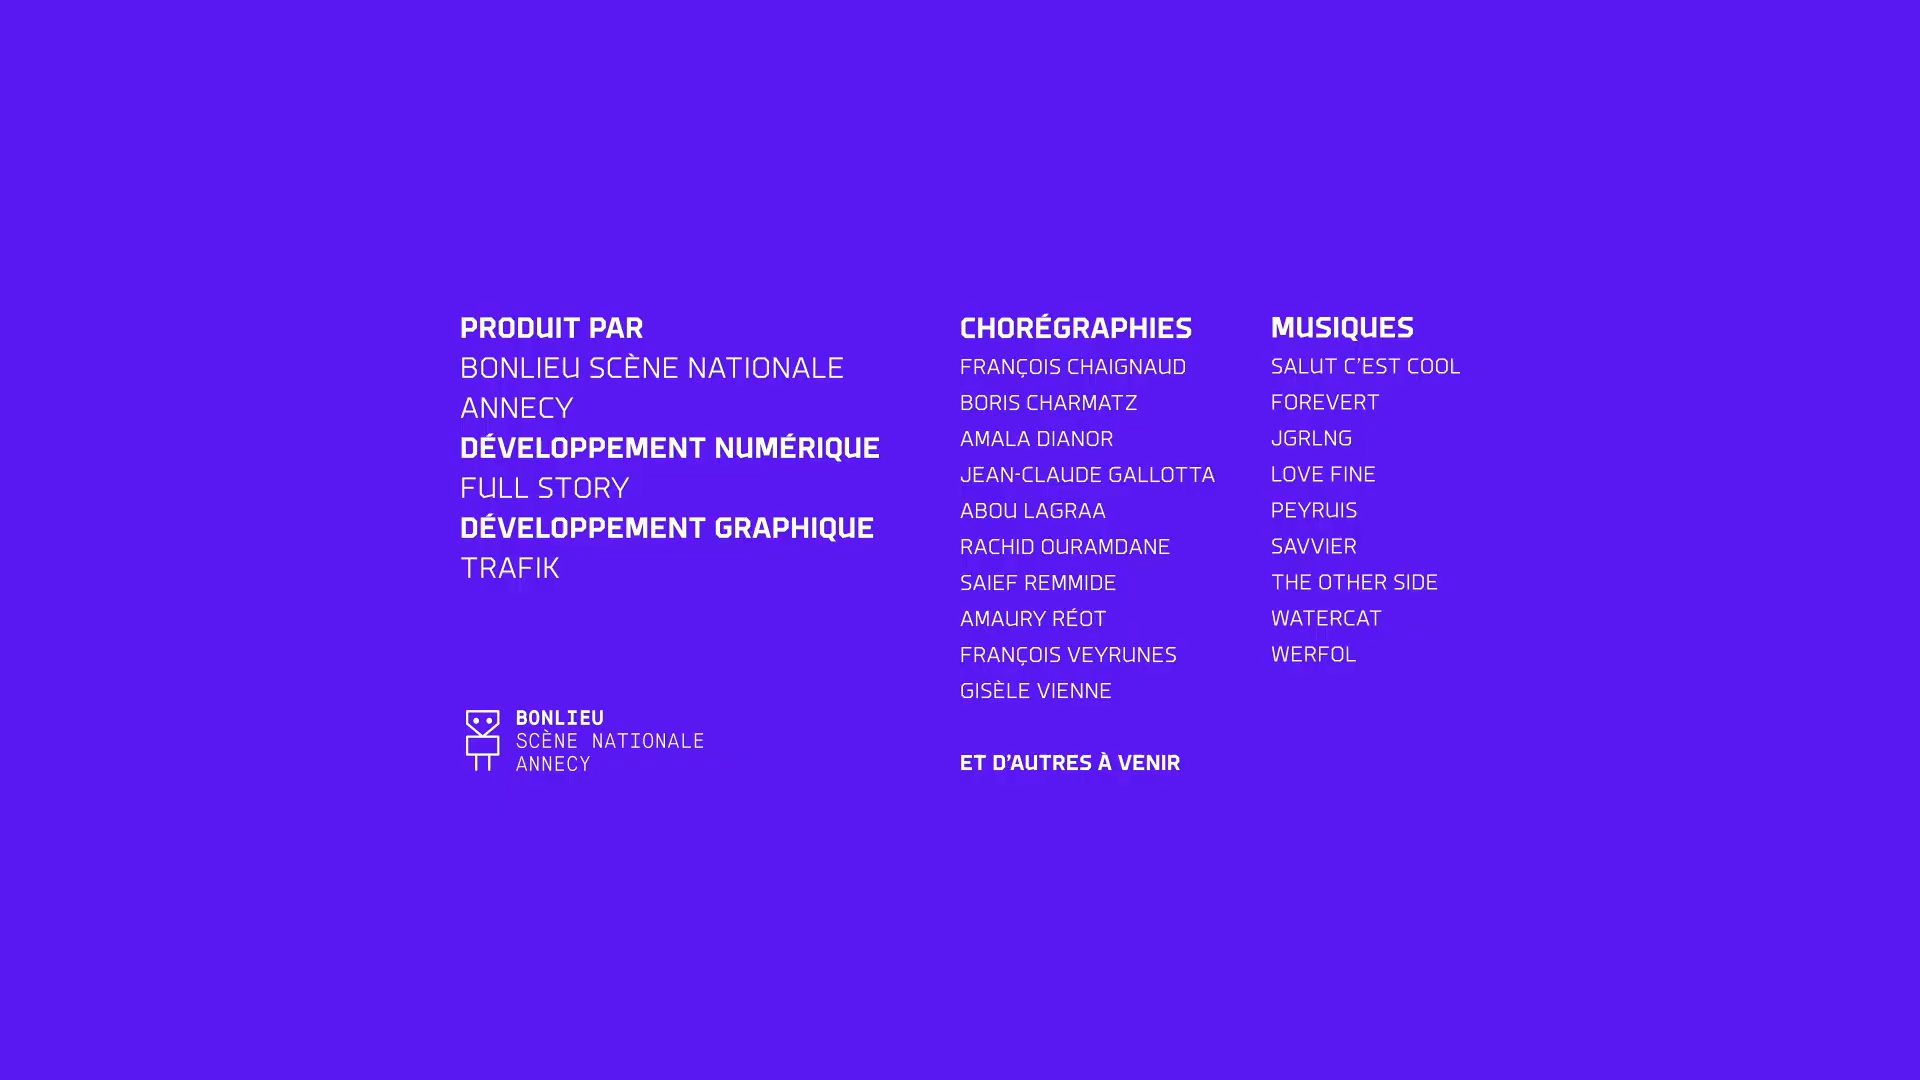 PRODUIT PAR
BONLIEU SCÈNE NATIONALE
ANNECY
DÉVELOPPEMENT NUMÉRIQUE
FULL STORY
DÉVELOPPEMENT GRAPHIQUE
TRAFIK
BONLIEU
SCÈNE NATIONALE
ANNECY
CHORÉGRAPHIES
FRANÇOIS CHAIGNAUD
BORIS CHARMATZ
AMALA DIANOR
JEAN-CLAUDE GALLOTTA
ABOU LAGRAA
RACHID OURAMDANE
SAIEF REMMIDE
AMAURY RÉOT
FRANÇOIS VEYRUNES
GISÈLE VIENNE
ET D’AUTRES À VENIR
MUSIQUES
SALUT C’EST COOL
FOREVERT
JGRLNG
LOVE FINE
PEYRUIS
SAVVIER
THE OTHER SIDE
WATERCAT
WERFOL